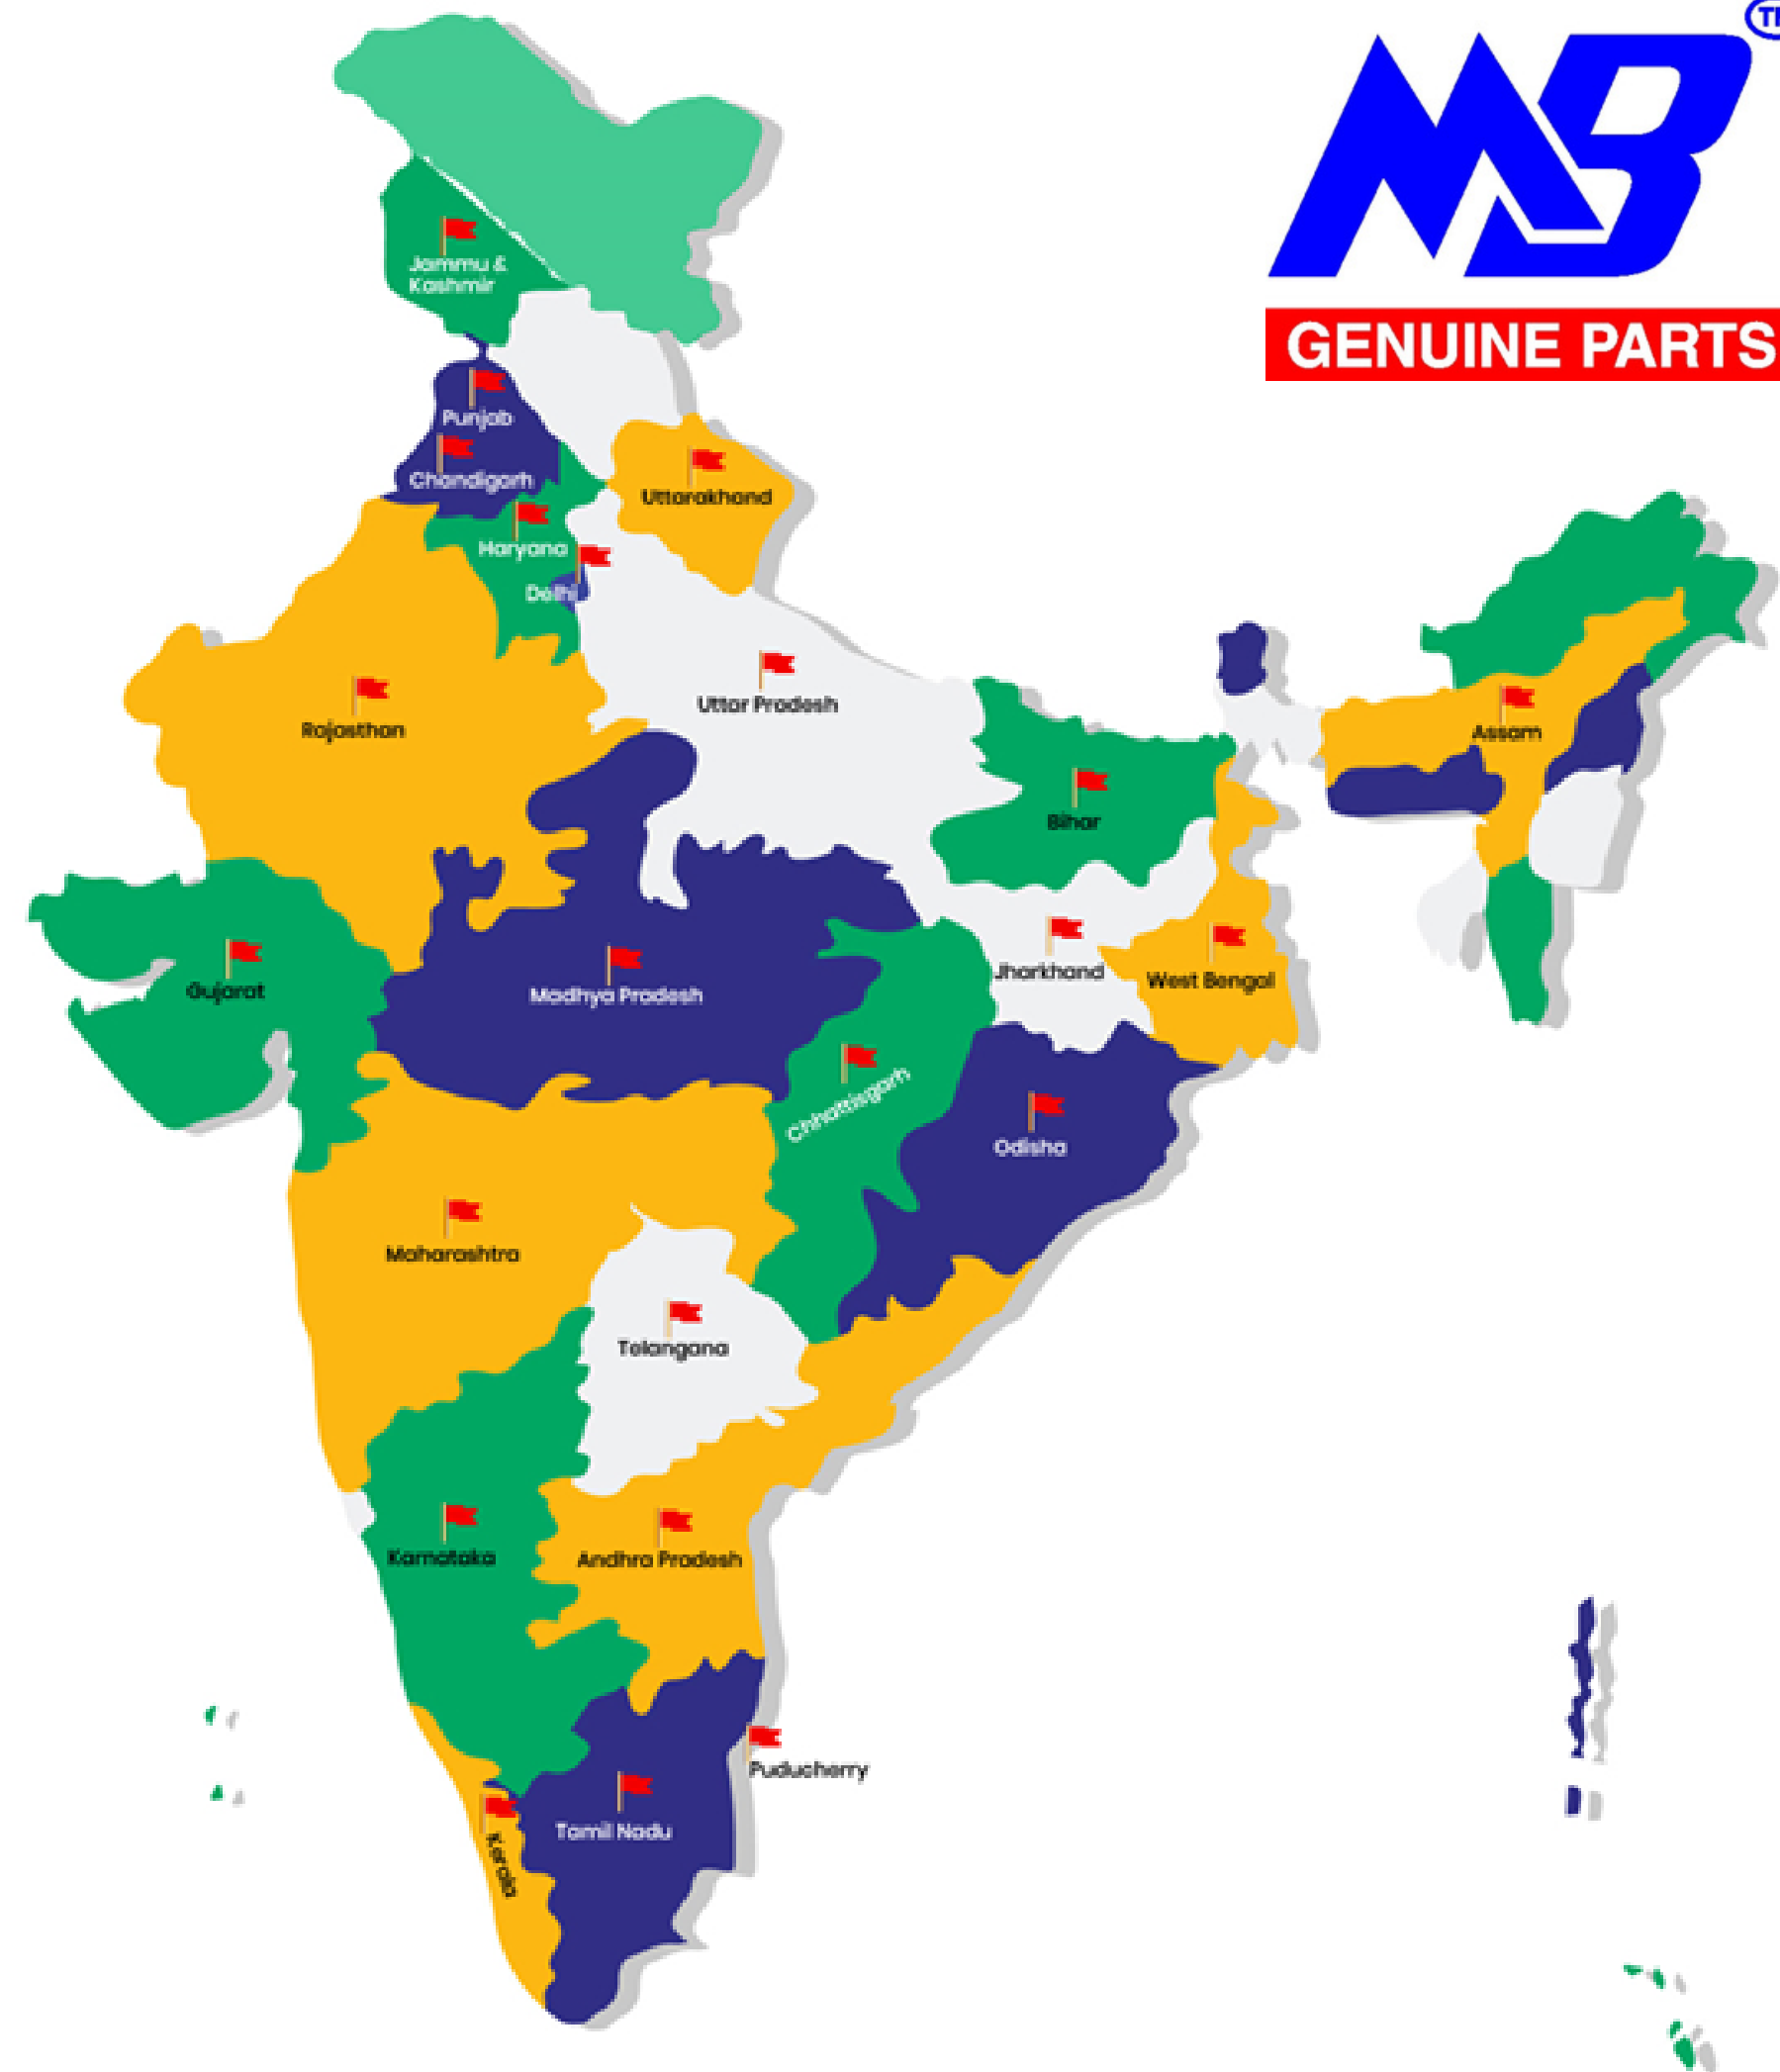 TM
GENUINE PARTS
MB
Jammu &
Kashmir
Punjab
Chandigarh
Uttarakhand
Haryana
Delhi
Uttar Pradesh
Rajasthan
Assam
Bihar
Jharkhand
West Bengal
Gujarat
Madhya Pradesh
Chhattisgarh
Odisha
Maharashtra
Telangana
Karnataka
Andhra Pradesh
Puducherry
Tamil Nadu
Kerala